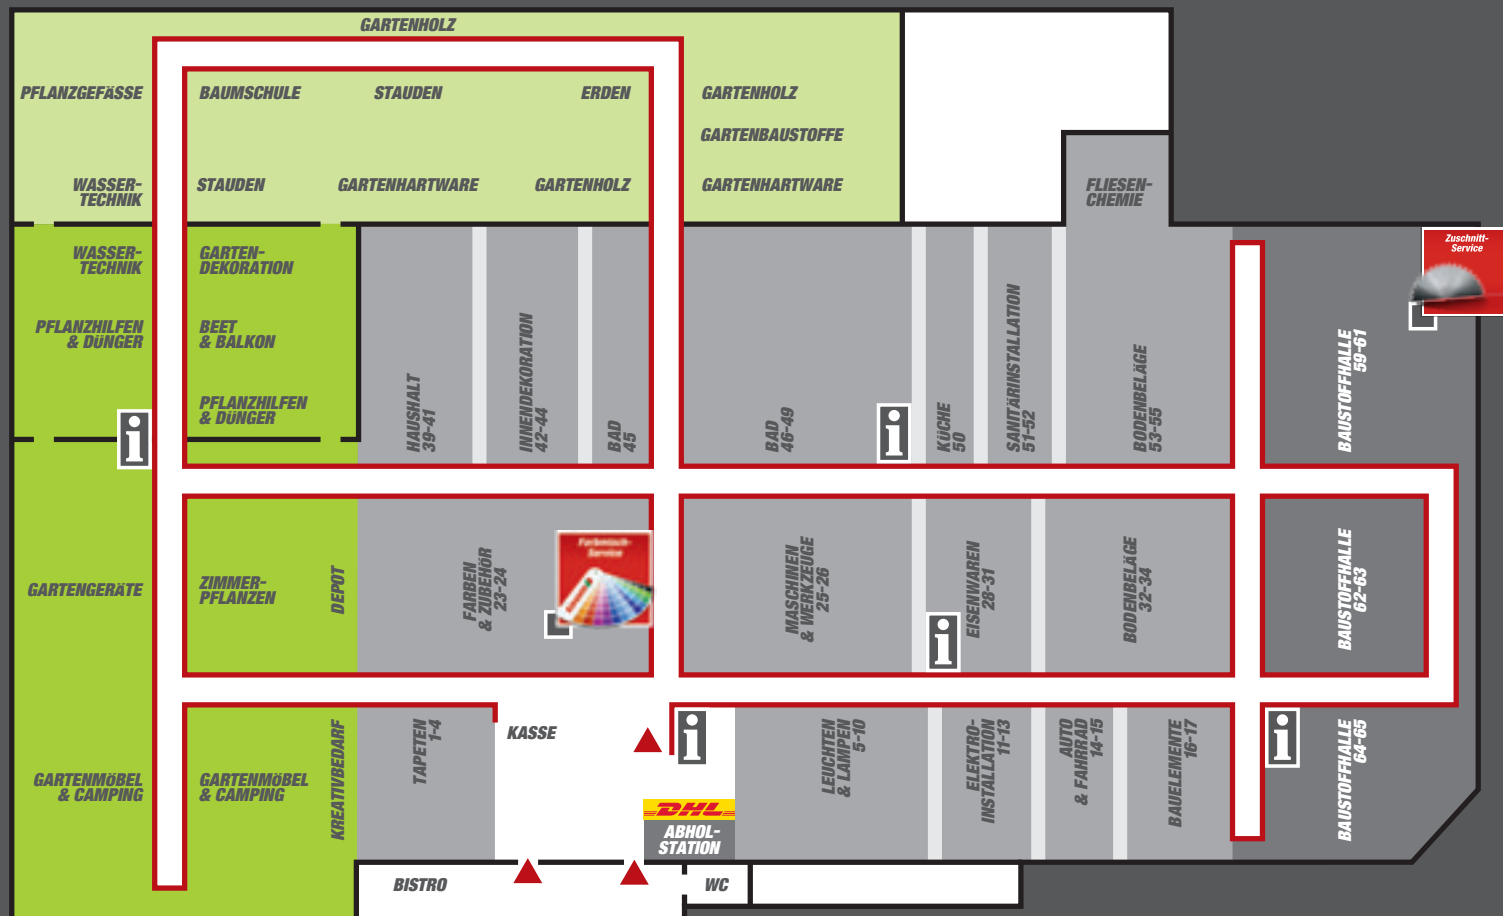 GARTENHOLZ
PFLANZGEFÄSSE
BAUMSCHULE
STAUDEN
ERDEN
GARTENHOLZ
GARTENBAUSTOFFE
WASSER-
TECHNIK
STAUDEN
GARTENHARTWARE
GARTENHOLZ
GARTENHARTWARE
FLIESEN-
CHEMIE
WASSER-
TECHNIK
GARTEN-
DEKORATION
Zuschnitt-
Service
PFLANZHILFEN
& DÜNGER
BEET
& BALKON
PFLANZHILFEN
& DÜNGER
HAUSHALT
39-41
INNENDEKORATION
42-44
BAD
45
BAD
46-49
i
KÜCHE
50
SANITÄRINSTALLATION
51-52
BODENBELÄGE
53-55
BAUSTOFFHALLE
59-61
i
GARTENGERÄTE
ZIMMER-
PFLANZEN
DEPOT
FARBEN
& ZUBEHÖR
23-24
Farbmisch-
Service
MASCHINEN
& WERKZEUGE
25-26
i
EISENWAREN
28-31
BODENBELÄGE
32-34
BAUSTOFFHALLE
62-63
GARTENMÖBEL
& CAMPING
GARTENMÖBEL
& CAMPING
KREATIVBEDARF
TAPETEN
1-4
KASSE
i
LEUCHTEN
& LAMPEN
5-10
ELEKTRO-
INSTALLATION
11-13
AUTO
& FAHRRAD
14-15
BAUELEMENTE
16-17
i
BAUSTOFFHALLE
64-65
DHL
ABHOL-
STATION
BISTRO
WC